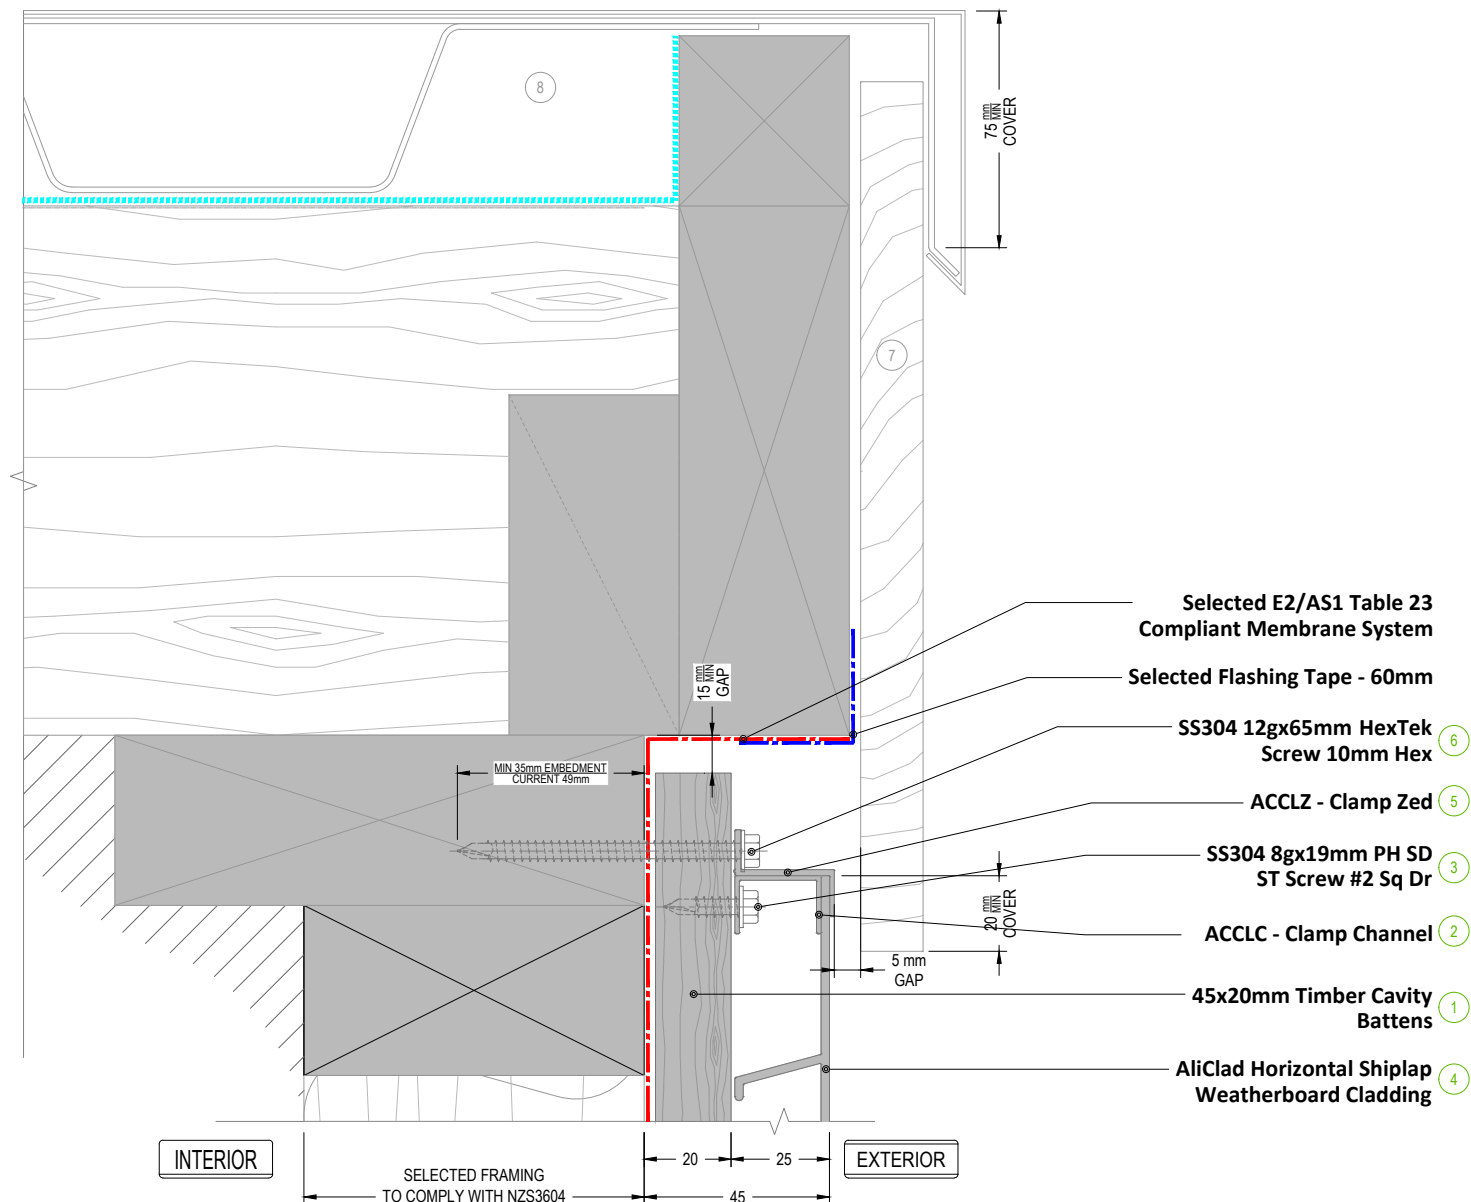 8
75 mm MIN
COVER
7
Selected E2/AS1 Table 23
Compliant Membrane System
15 mm MIN
GAP
Selected Flashing Tape - 60mm
SS304 12gx65mm HexTek
Screw 10mm Hex
6
MIN 35mm EMBEDMENT
CURRENT 49mm
ACCLZ - Clamp Zed
5
SS304 8gx19mm PH SD
ST Screw #2 Sq Dr
3
20 mm MIN
COVER
ACCLC - Clamp Channel
2
5 mm
GAP
45x20mm Timber Cavity
Battens
1
AliClad Horizontal Shiplap
Weatherboard Cladding
4
INTERIOR
20
25
EXTERIOR
SELECTED FRAMING
TO COMPLY WITH NZS3604
45